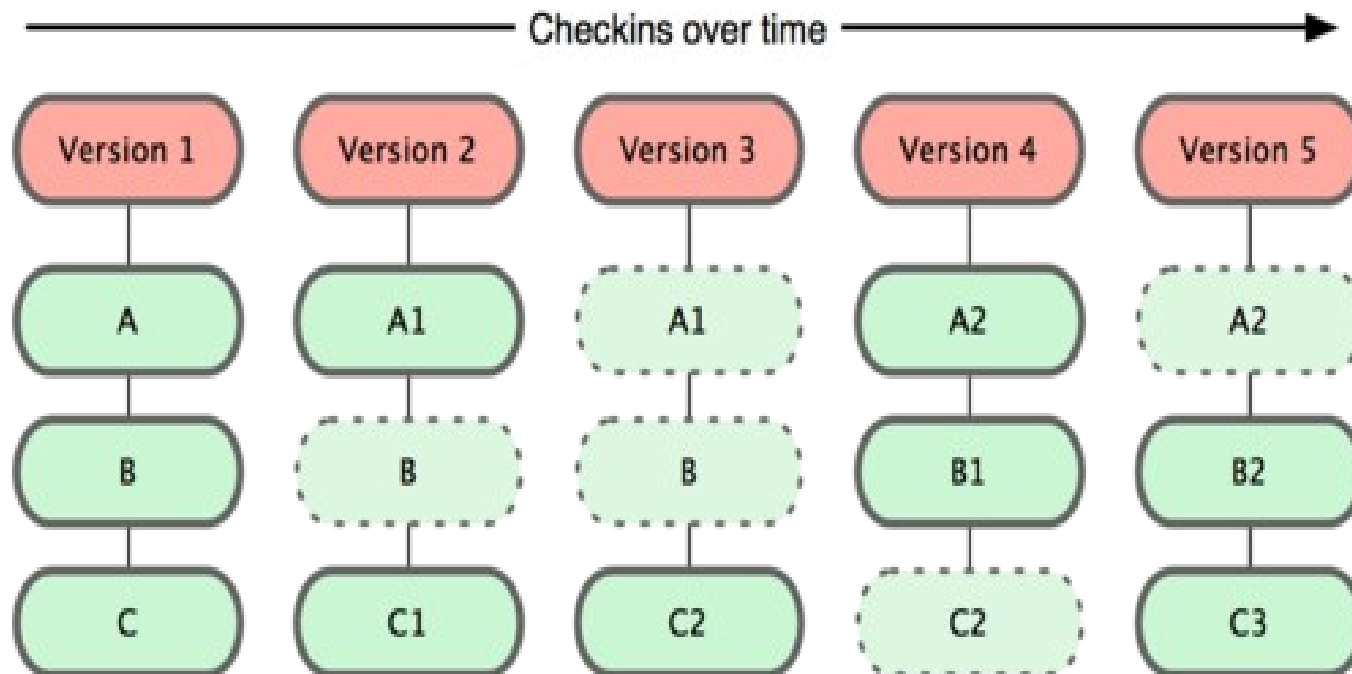 Checkins over time
Version 1 Version 2 Version 3 Version 4 Version 5
A A1 A1 A2 A2
B B B B1 B2
C C1 C2 C2 C3